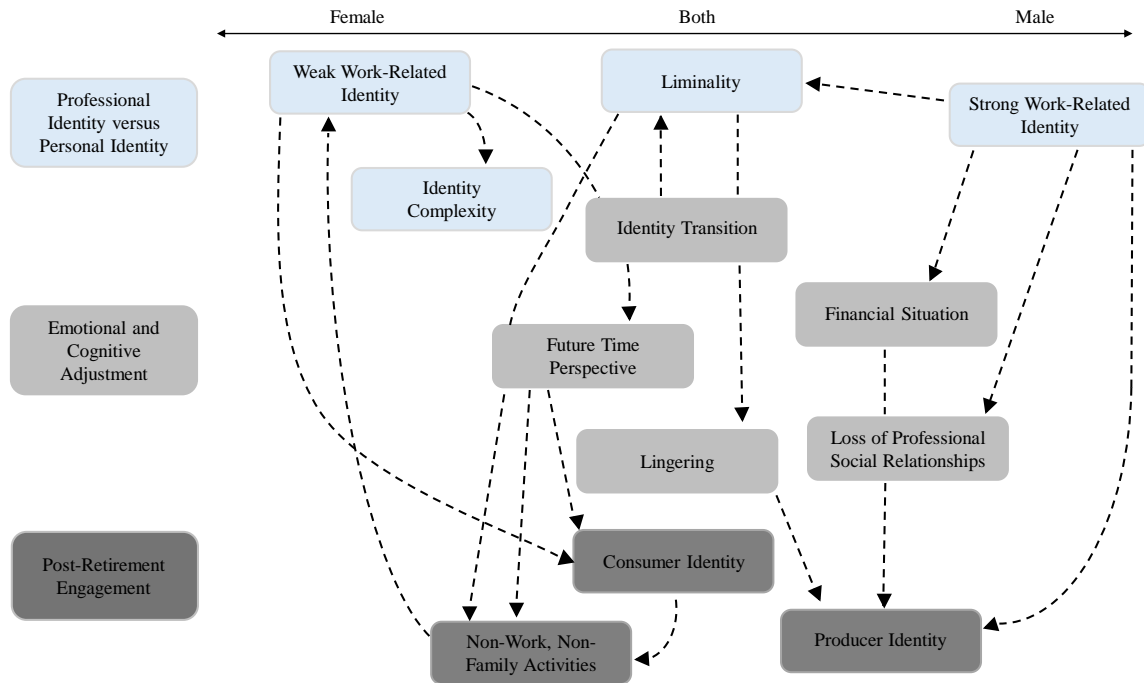 Female
Both
Male
Professional
Identity versus
Personal Identity
Weak Work-Related
Identity
Liminality
Strong Work-Related
Identity
Identity
Complexity
Identity Transition
Emotional and
Cognitive
Adjustment
Financial Situation
Future Time
Perspective
Lingering
Loss of Professional
Social Relationships
Post-Retirement
Engagement
Consumer Identity
Non-Work, Non-
Family Activities
Producer Identity